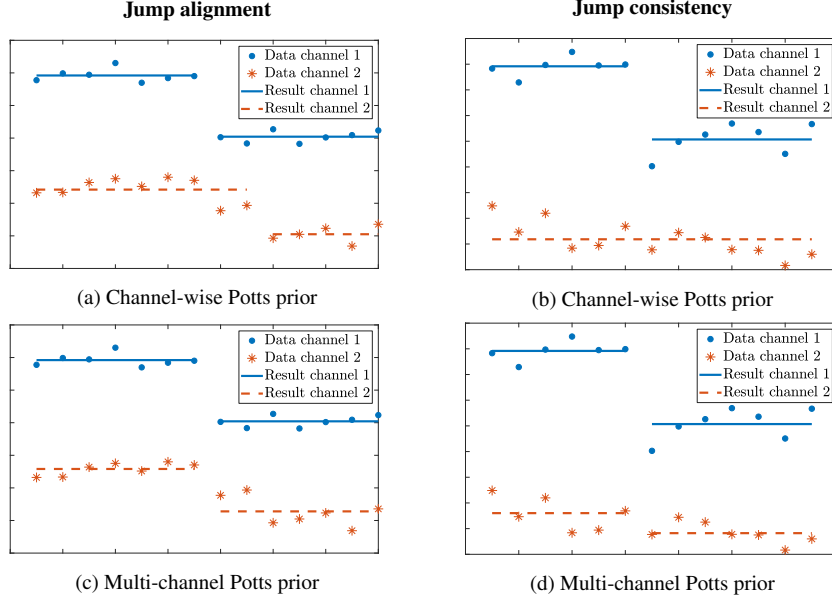 Jump alignment
Jump consistency
Data channel 1
Data channel 2
Result channel 1
Result channel 2
Data channel 1
Data channel 2
Result channel 1
Result channel 2
(a) Channel-wise Potts prior
(b) Channel-wise Potts prior
Data channel 1
Data channel 2
Result channel 1
Result channel 2
Data channel 1
Data channel 2
Result channel 1
Result channel 2
(c) Multi-channel Potts prior
(d) Multi-channel Potts prior